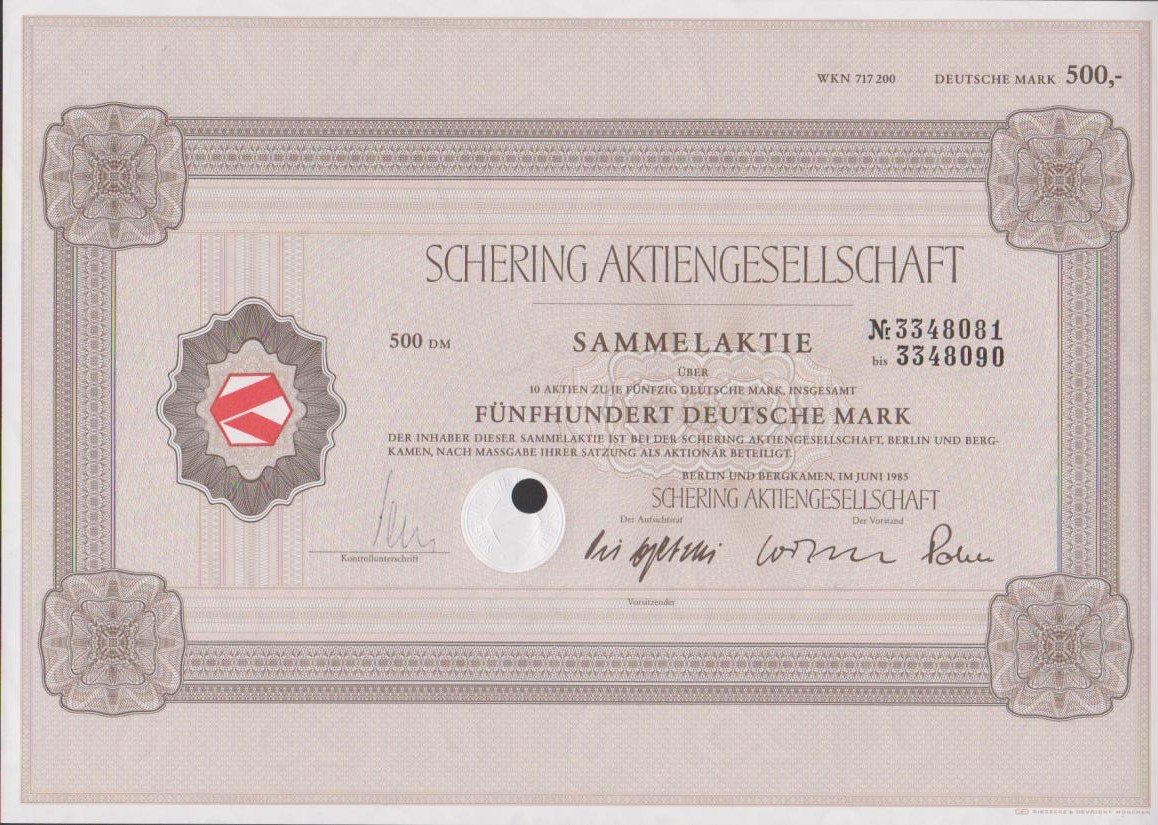 WKN 717 200 DEUTSCHE MARK 500,-
SCHERING AKTIENGESELLSCHAFT
500 DM SAMMELAKTIE № 3348081
bis 3348090
ÜBER
10 AKTIEN ZU JE FÜNFZIG DEUTSCHE MARK, INSGESAMT
FÜNFHUNDERT DEUTSCHE MARK
DER INHABER DIESER SAMMELAKTIE IST BEI DER SCHERING AKTIENGESELLSCHAFT, BERLIN UND BERG-
KAMEN, NACH MASSGABE IHRER SATZUNG ALS AKTIONÄR BETEILIGT.
BERLIN UND BERGKAMEN, IM JUNI 1985
SCHERING AKTIENGESELLSCHAFT
Der Aufsichtsrat Der Vorstand
Kontrollunterschrift
Vorsitzender
GIESECKE & DEVRIENT MÜNCHEN